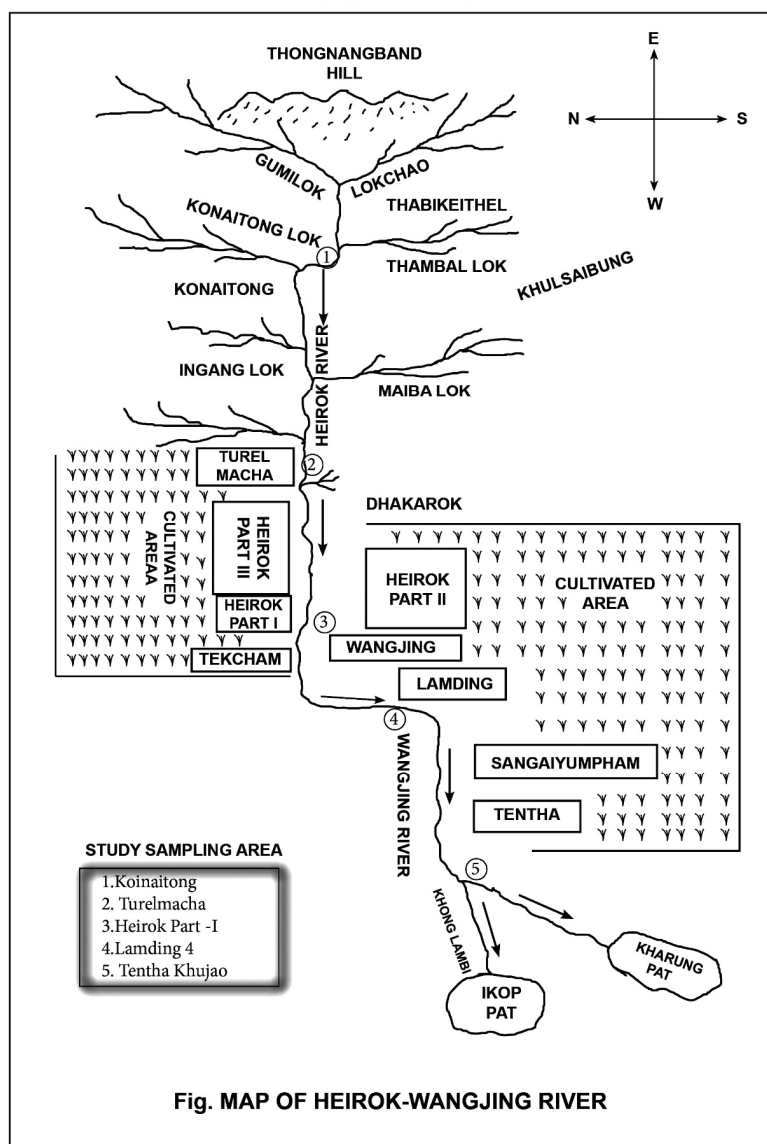 THONGNANGBAND
HILL
E
N
S
W
GUMILOK
LOKCHAO
KONAITONG LOK
THABIKEITHEL
1
THAMBAL LOK
KONAITONG
KHULSAIBUNG
HEIROK RIVER
INGANG LOK
MAIBA LOK
TUREL
MACHA
2
DHAKAROK
CULTIVATED
AREAA
HEIROK
PART III
HEIROK
PART II
CULTIVATED
AREA
HEIROK
PART I
3
WANGJING
TEKCHAM
LAMDING
4
WANGJING RIVER
SANGAIYUMPHAM
TENTHA
STUDY SAMPLING AREA
1.Koinaitong
2. Turelmacha
3.Heirok Part -I
4.Lamding 4
5. Tentha Khujao
5
KHONG LAMBI
KHARUNG
PAT
IKOP
PAT
Fig. MAP OF HEIROK-WANGJING RIVER